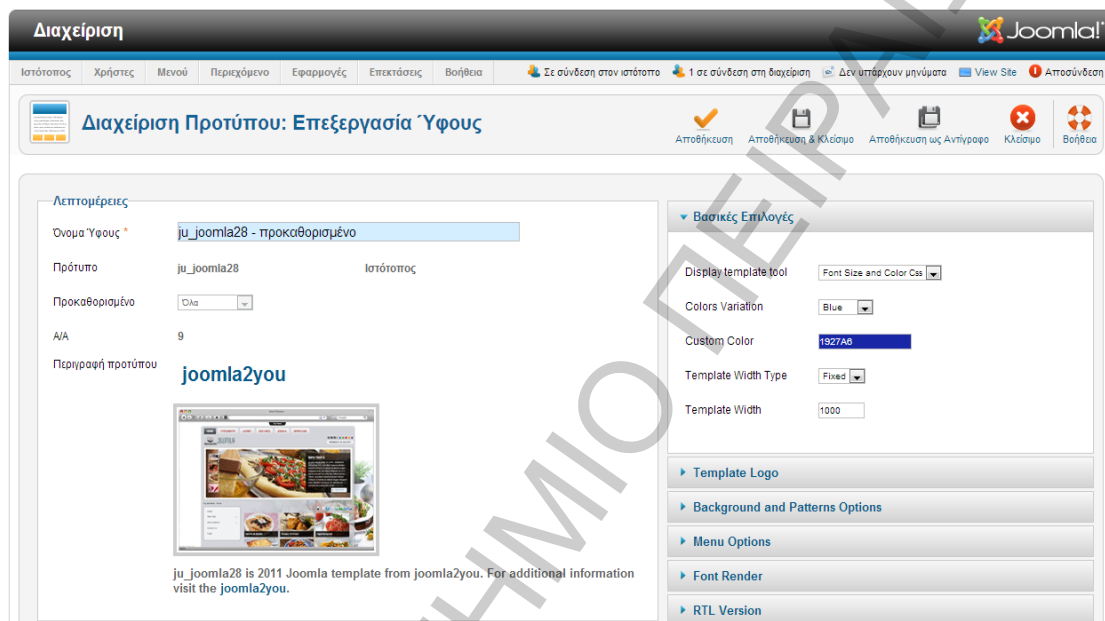 Διαχείριση
Joomla!
Ιστότοπος Χρήστες Μενού Περιεχόμενο Εφαρμογές Επεκτάσεις Βοήθεια Σε σύνδεση στον ιστότοπο 1 σε σύνδεση στη διαχείριση Δεν υπάρχουν μηνύματα View Site Αποσύνδεση
Διαχείριση Προτύπου: Επεξεργασία Ύφους
Αποθήκευση Αποθήκευση & Κλείσιμο Αποθήκευση ως Αντίγραφο Κλείσιμο Βοήθεια
Λεπτομέρειες
Όνομα Ύφους *
ju_joomla28 - προκαθορισμένο
Πρότυπο ju_joomla28 Ιστότοπος
Προκαθορισμένο Όλα
Α/Α 9
Περιγραφή προτύπου
joomla2you
ju_joomla28 is 2011 Joomla template from joomla2you. For additional information
visit the joomla2you.
Βασικές Επιλογές
Display template tool Font Size and Color Css
Colors Variation Blue
Custom Color 1927A6
Template Width Type Fixed
Template Width 1000
Template Logo
Background and Patterns Options
Menu Options
Font Render
RTL Version
ΗΜΙΟ ΠΕΙΡΑΙ